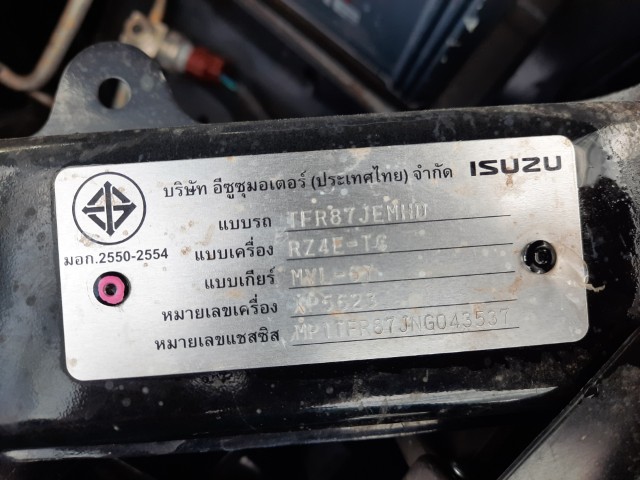 บริษัท อีซูซุมอเตอร์ (ประเทศไทย) จำกัด ISUZU
มอก.2550-2554
แบบรถ
แบบเครื่อง RZ4E-TC
แบบเกียร์
หมายเลขเครื่อง
หมายเลขแชสซิส MP1TFR87JNG043537